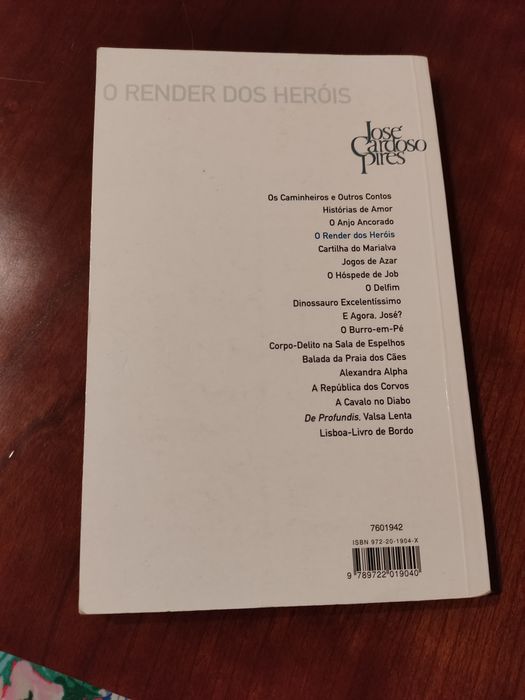 O RENDER DOS HERÓIS
José
Cardoso
Pires
Os Caminheiros e Outros Contos
Histórias de Amor
O Anjo Ancorado
O Render dos Heróis
Cartilha do Marialva
Jogos de Azar
O Hóspede de Job
O Delfim
Dinossauro Excelentíssimo
E Agora, José?
O Burro-em-Pé
Corpo-Delito na Sala de Espelhos
Balada da Praia dos Cães
Alexandra Alpha
A República dos Corvos
A Cavalo no Diabo
De Profundis, Valsa Lenta
Lisboa-Livro de Bordo
7601942
ISBN 972-20-1904-X
9 789722 019040